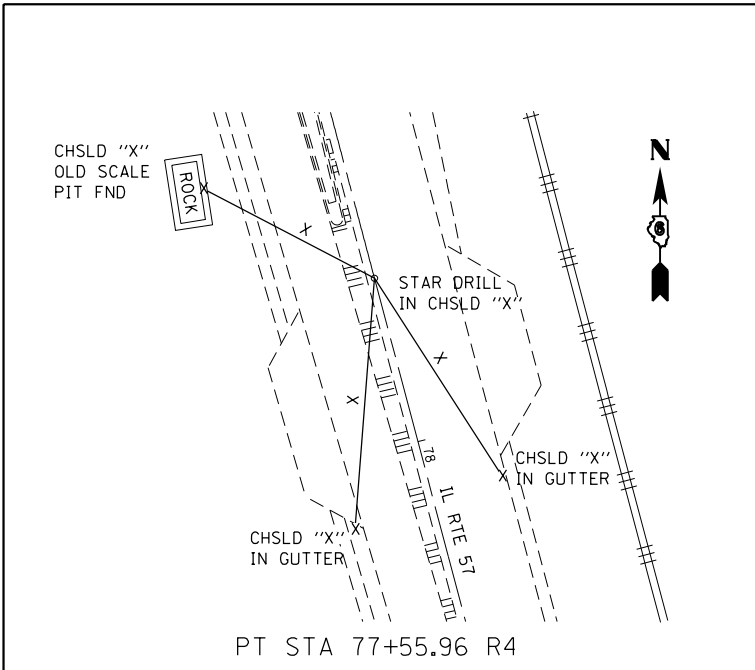 CHSLD "X"
OLD SCALE
PIT FND
ROCK
N
6
STAR DRILL
IN CHSLD "X"
X
X
X
X
78
IL RTE 57
CHSLD "X"
IN GUTTER
X
X
CHSLD "X"
IN GUTTER
PT STA 77+55.96 R4